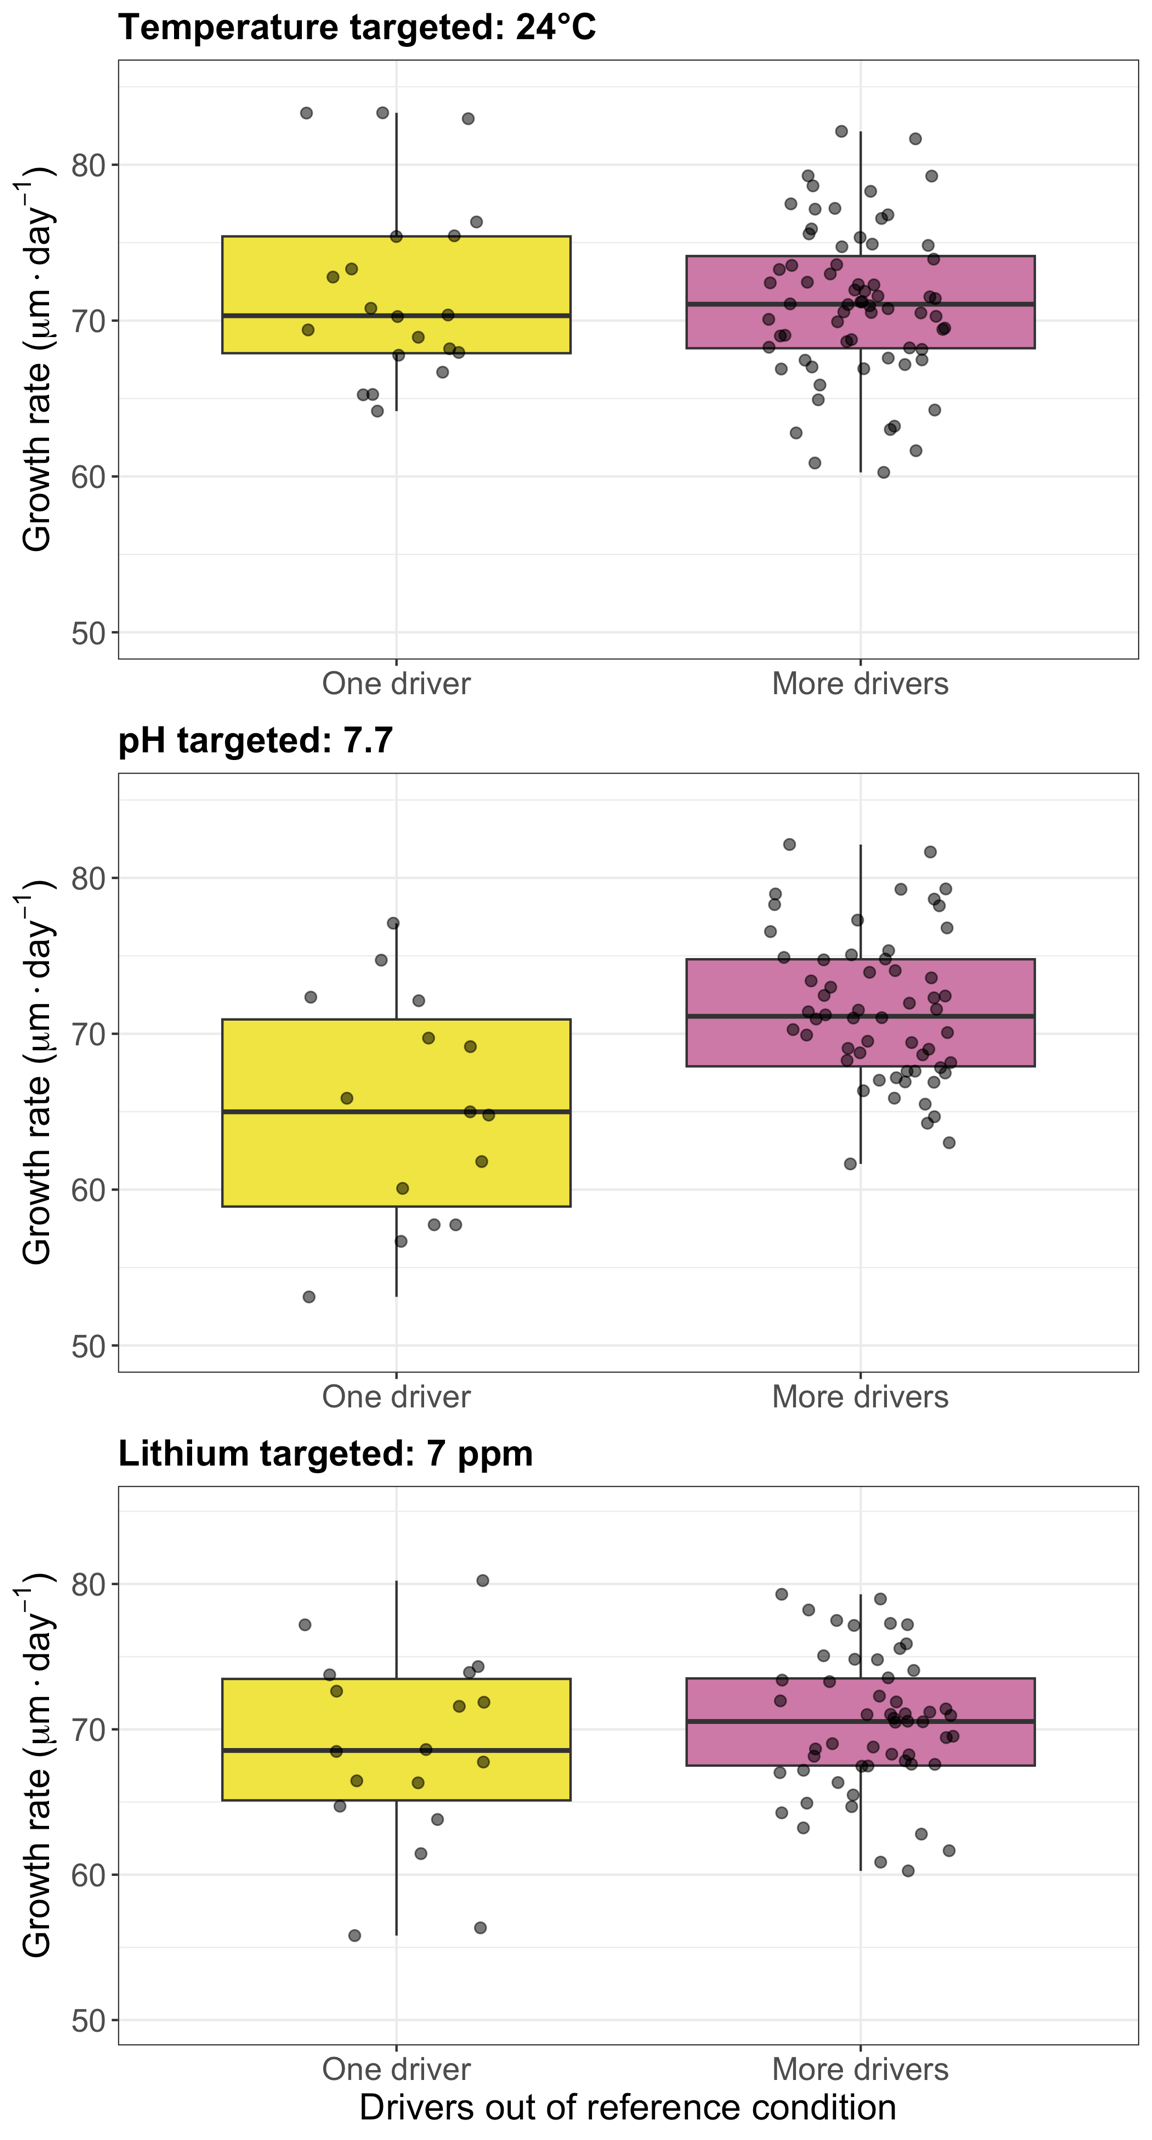 Temperature targeted: 24°C
Growth rate (μm · day⁻¹)
80
70
60
50
One driver More drivers
pH targeted: 7.7
Growth rate (μm · day⁻¹)
80
70
60
50
One driver More drivers
Lithium targeted: 7 ppm
Growth rate (μm · day⁻¹)
80
70
60
50
One driver More drivers
Drivers out of reference condition